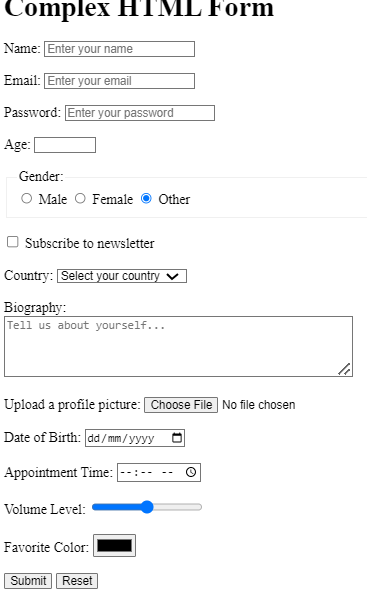 Complex HTML Form
Name: Enter your name
Email: Enter your email
Password: Enter your password
Age:
Gender:
Male Female Other
Subscribe to newsletter
Country: Select your country
Biography:
Tell us about yourself...
Upload a profile picture: Choose File No file chosen
Date of Birth: dd/mm/yyyy
Appointment Time: --:-- --
Volume Level:
Favorite Color:
Submit Reset